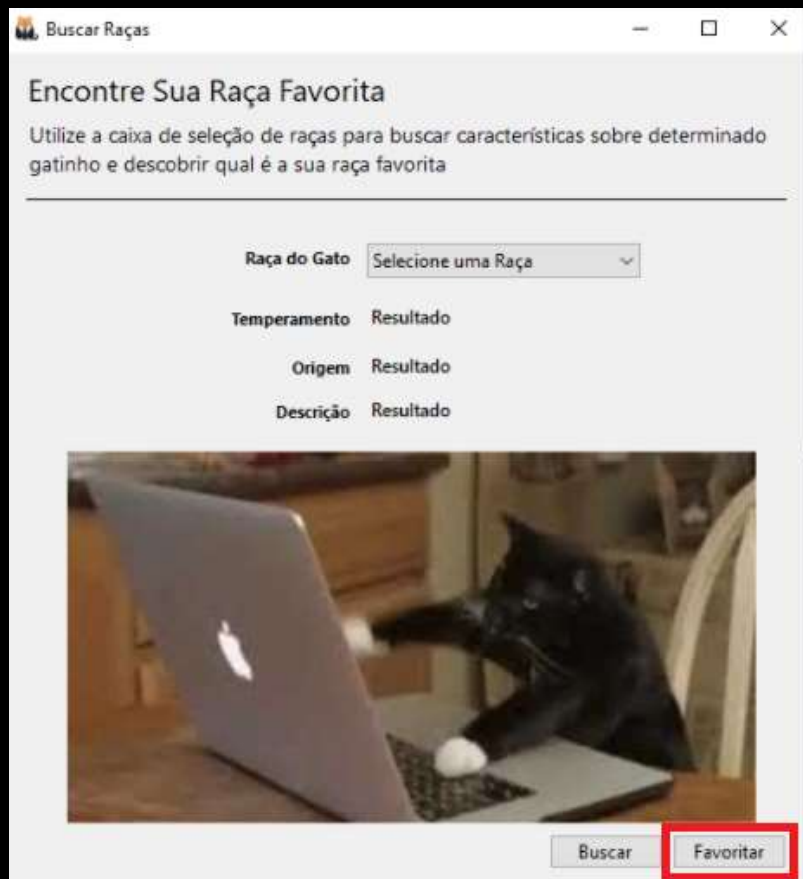 Buscar Raças
Encontre Sua Raça Favorita
Utilize a caixa de seleção de raças para buscar características sobre determinado
gatinho e descobrir qual é a sua raça favorita
Raça do Gato Selecione uma Raça
Temperamento Resultado
Origem Resultado
Descrição Resultado
Buscar Favoritar